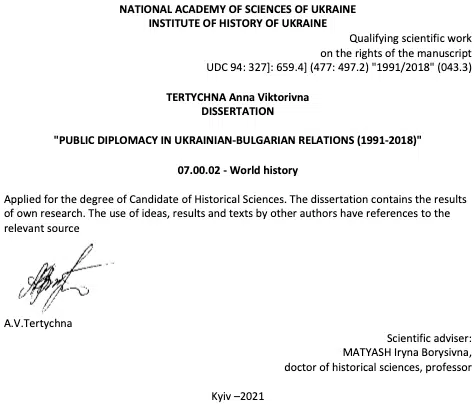 NATIONAL ACADEMY OF SCIENCES OF UKRAINE
INSTITUTE OF HISTORY OF UKRAINE
Qualifying scientific work
on the rights of the manuscript
UDC 94: 327]: 659.4] (477: 497.2) "1991/2018" (043.3)
TERTYCHNA Anna Viktorivna
DISSERTATION
"PUBLIC DIPLOMACY IN UKRAINIAN-BULGARIAN RELATIONS (1991-2018)"
07.00.02 - World history
Applied for the degree of Candidate of Historical Sciences. The dissertation contains the results
of own research. The use of ideas, results and texts by other authors have references to the
relevant source
A.V.Tertychna
Scientific adviser:
MATYASH Iryna Borysivna,
doctor of historical sciences, professor
Kyiv –2021